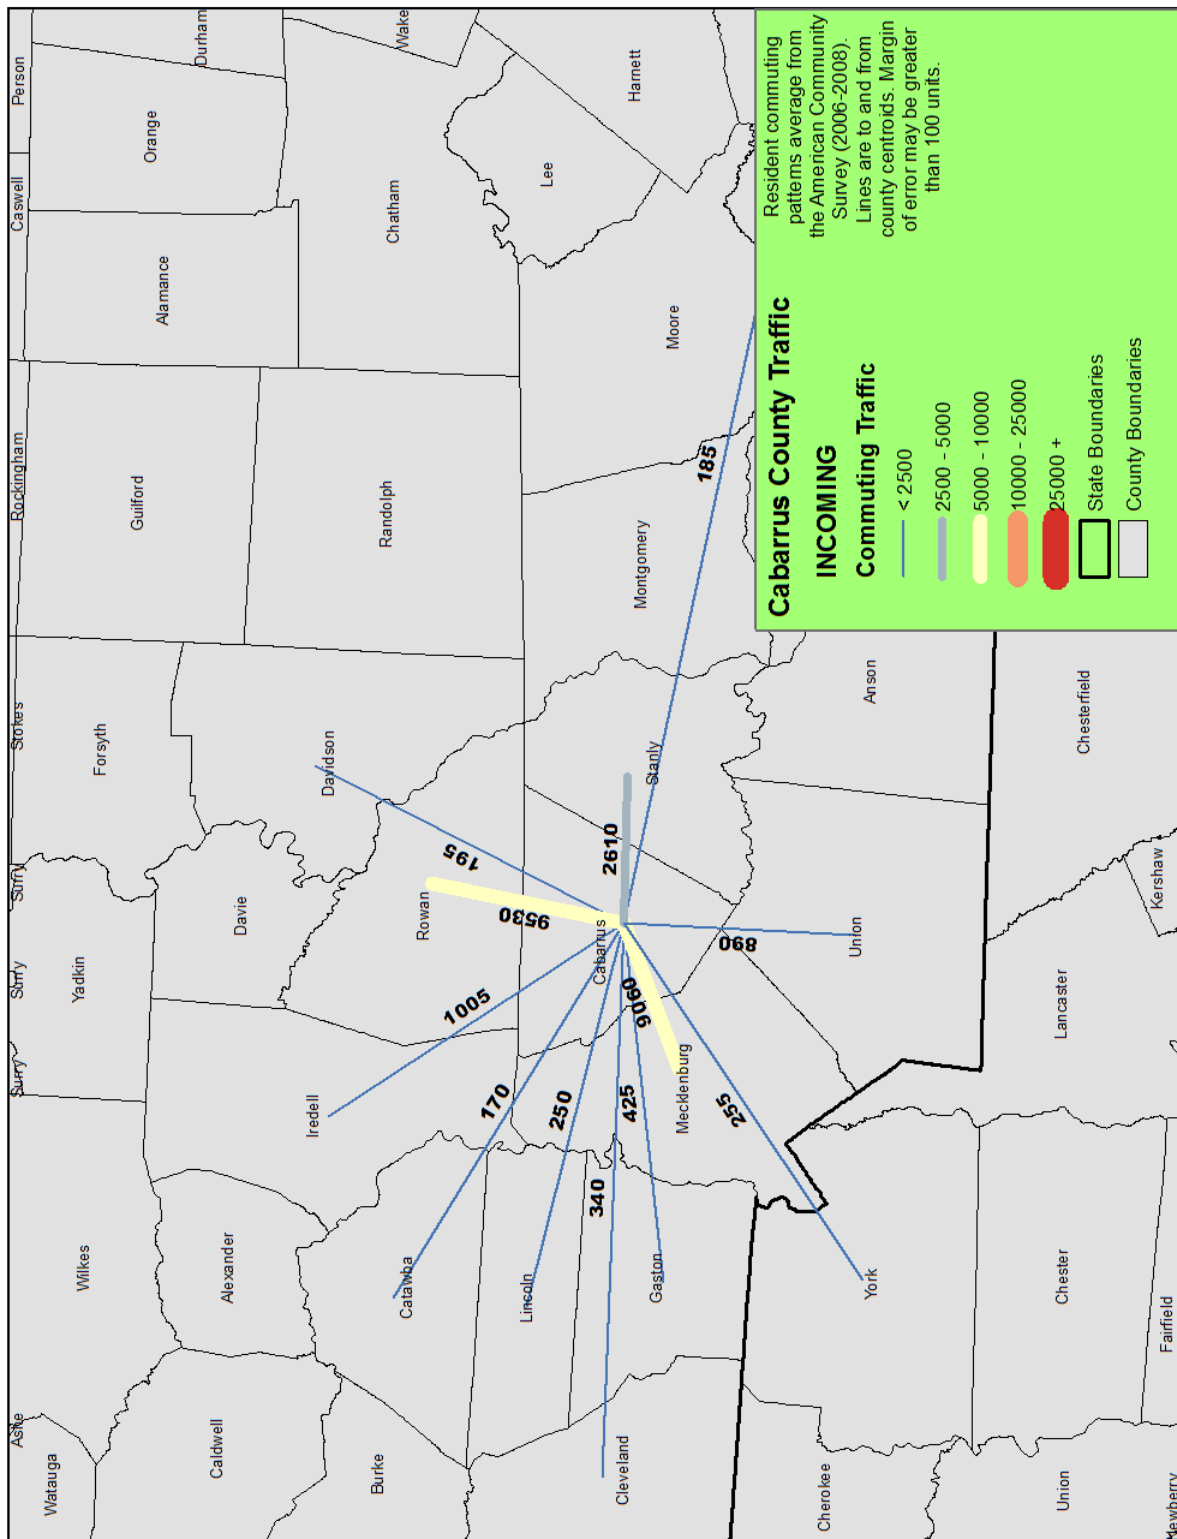 Ashe
Surry
Surry
Surry
Stokes
Rockingham
Caswell
Person
Watauga
Wilkes
Yadkin
Forsyth
Guilford
Alamance
Orange
Durham
Caldwell
Alexander
Iredell
Davie
Davidson
Randolph
Chatham
Wake
Burke
Catawba
Rowan
Lincoln
Cabarrus
Stanly
Montgomery
Moore
Lee
Harnett
Cleveland
Gaston
Mecklenburg
Union
Anson
Cherokee
York
Union
Chester
Lancaster
Chesterfield
Newberry
Fairfield
Kershaw
195
9530
1005
170
250
340
425
9060
2610
890
255
185
Cabarrus County Traffic
INCOMING
Commuting Traffic
< 2500
2500 - 5000
5000 - 10000
10000 - 25000
25000 +
State Boundaries
County Boundaries
Resident commuting
patterns average from
the American Community
Survey (2006-2008).
Lines are to and from
county centroids. Margin
of error may be greater
than 100 units.